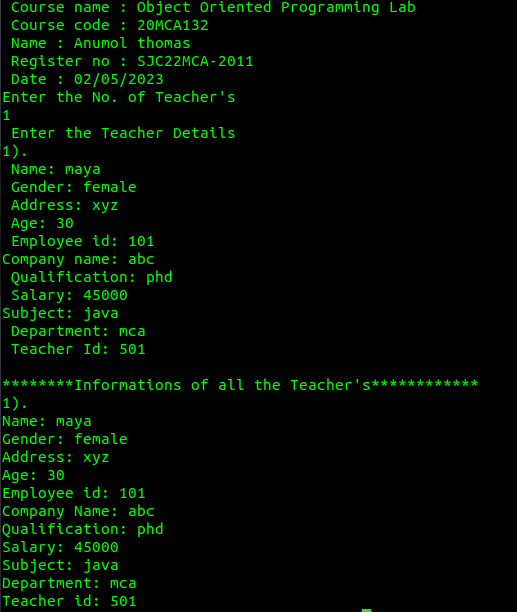 Course name : Object Oriented Programming Lab
Course code : 20MCA132
Name : Anumol thomas
Register no : SJC22MCA-2011
Date : 02/05/2023
Enter the No. of Teacher's
1
Enter the Teacher Details
1).
Name: maya
Gender: female
Address: xyz
Age: 30
Employee id: 101
Company name: abc
Qualification: phd
Salary: 45000
Subject: java
Department: mca
Teacher Id: 501

********Informations of all the Teacher's************
1).
Name: maya
Gender: female
Address: xyz
Age: 30
Employee id: 101
Company Name: abc
Qualification: phd
Salary: 45000
Subject: java
Department: mca
Teacher id: 501